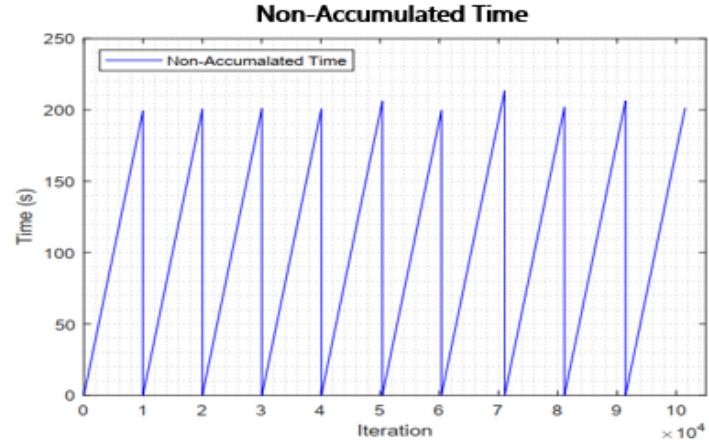 Non-Accumulated Time
250
Non-Accumalated Time
200
150
Time (s)
100
50
0
0 1 2 3 4 5 6 7 8 9 10
Iteration
×10^4